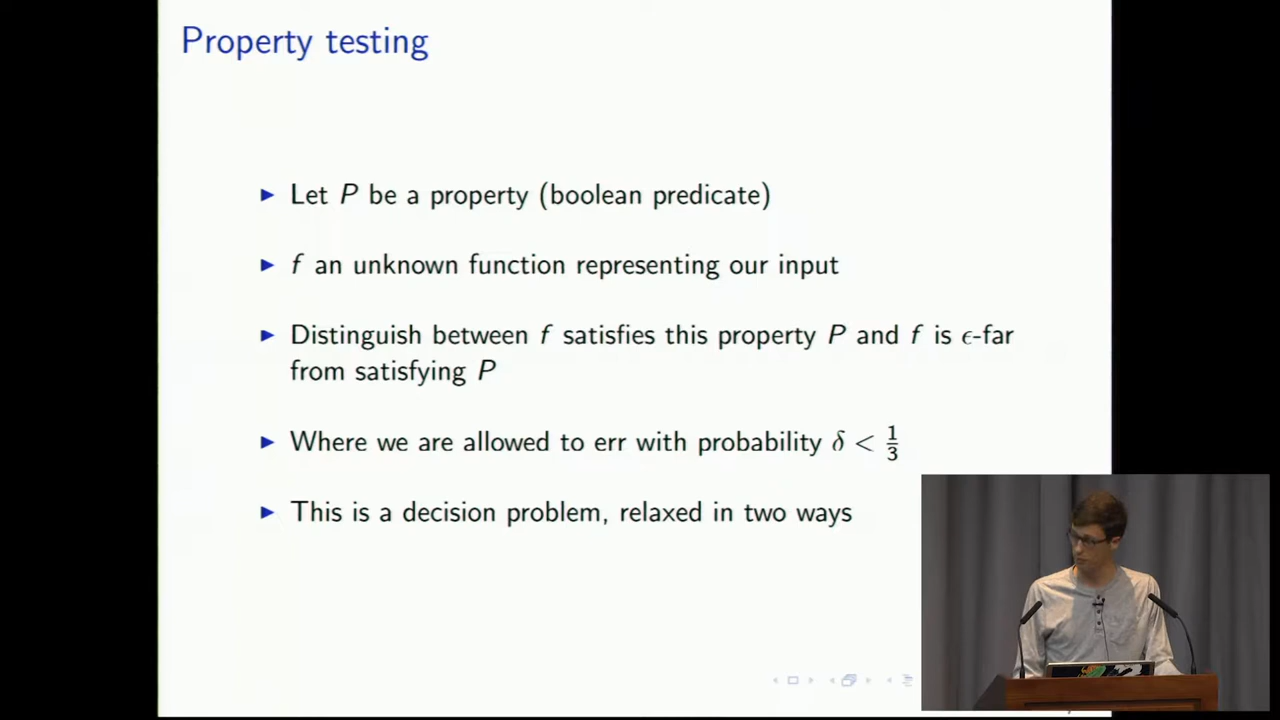 Property testing
▶ Let P be a property (boolean predicate)
▶ f an unknown function representing our input
▶ Distinguish between f satisfies this property P and f is ϵ-far
from satisfying P
▶ Where we are allowed to err with probability δ < 1/3
▶ This is a decision problem, relaxed in two ways